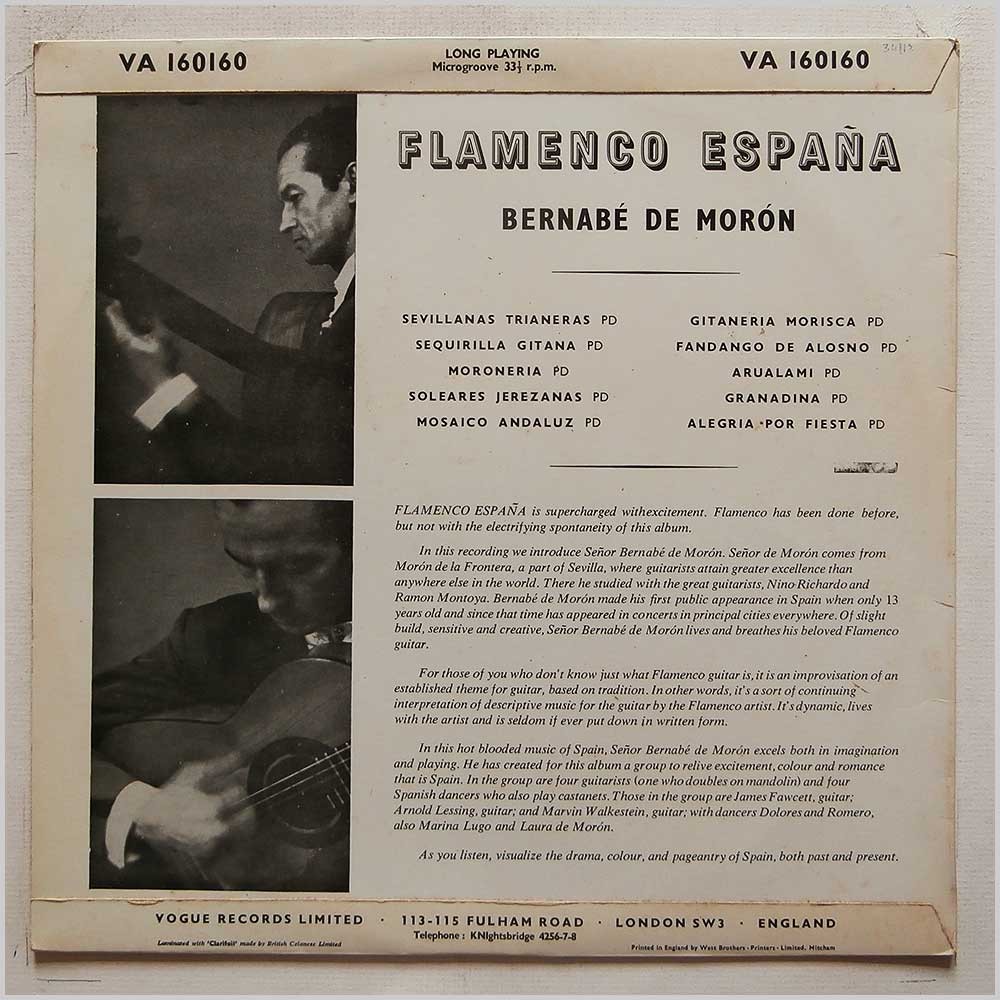 VA 160160
LONG PLAYING
Microgroove 33⅓ r.p.m.
VA 160160
FLAMENCO ESPAÑA
BERNABÉ DE MORÓN
SEVILLANAS TRIANERAS PD
SEQUIRILLA GITANA PD
MORONERIA PD
SOLEARES JEREZANAS PD
MOSAICO ANDALUZ PD
GITANERIA MORISCA PD
FANDANGO DE ALOSNO PD
ARUALAMI PD
GRANADINA PD
ALEGRIA POR FIESTA PD
FLAMENCO ESPAÑA is supercharged withexcitement. Flamenco has been done before,
but not with the electrifying spontaneity of this album.
In this recording we introduce Señor Bernabé de Morón. Señor de Morón comes from
Morón de la Frontera, a part of Sevilla, where guitarists attain greater excellence than
anywhere else in the world. There he studied with the great guitarists, Nino Richardo and
Ramon Montoya. Bernabé de Morón made his first public appearance in Spain when only 13
years old and since that time has appeared in concerts in principal cities everywhere. Of slight
build, sensitive and creative, Señor Bernabé de Morón lives and breathes his beloved Flamenco
guitar.
For those of you who don't know just what Flamenco guitar is, it is an improvisation of an
established theme for guitar, based on tradition. In other words, it's a sort of continuing
interpretation of descriptive music for the guitar by the Flamenco artist. It's dynamic, lives
with the artist and is seldom if ever put down in written form.
In this hot blooded music of Spain, Señor Bernabé de Morón excels both in imagination
and playing. He has created for this album a group to relive excitement, colour and romance
that is Spain. In the group are four guitarists (one who doubles on mandolin) and four
Spanish dancers who also play castanets. Those in the group are James Fawcett, guitar;
Arnold Lessing, guitar; and Marvin Walkestein, guitar; with dancers Dolores and Romero,
also Marina Lugo and Laura de Morón.
As you listen, visualize the drama, colour, and pageantry of Spain, both past and present.
VOGUE RECORDS LIMITED · 113-115 FULHAM ROAD · LONDON SW3 · ENGLAND
Telephone : KNIghtsbridge 4256-7-8
Laminated with 'Clarifoil' made by British Celanese Limited
Printed in England by West Brothers · Printers · Limited, Mitcham